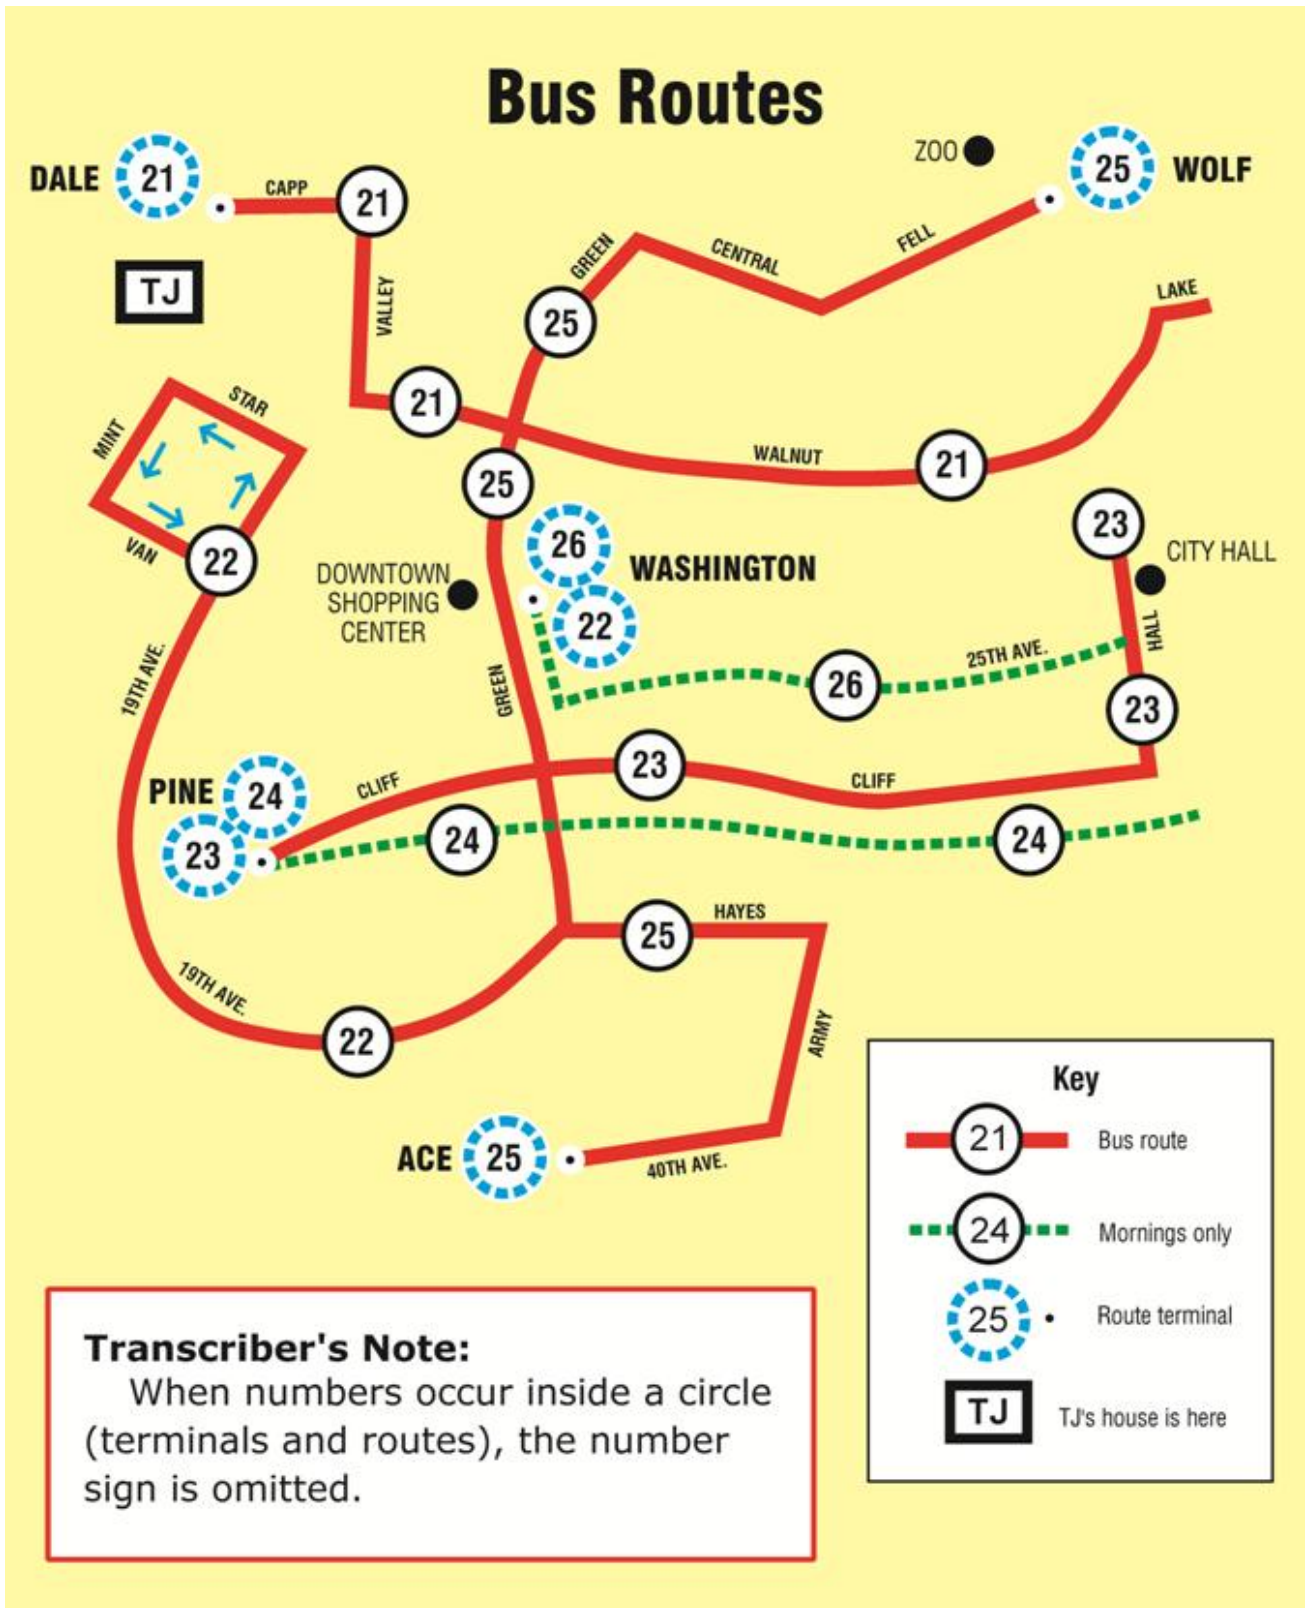 Bus Routes
DALE
21
CAPP
21
ZOO
25
WOLF
TJ
VALLEY
GREEN
CENTRAL
FELL
25
LAKE
21
STAR
MINT
WALNUT
21
25
23
VAN
22
26
WASHINGTON
CITY HALL
DOWNTOWN
SHOPPING
CENTER
22
HALL
19TH AVE.
GREEN
25TH AVE.
26
23
PINE
24
CLIFF
23
CLIFF
23
24
24
HAYES
25
19TH AVE.
22
ARMY
ACE
25
40TH AVE.
Key
21
Bus route
24
Mornings only
25
Route terminal
TJ
TJ's house is here
Transcriber's Note:
When numbers occur inside a circle
(terminals and routes), the number
sign is omitted.